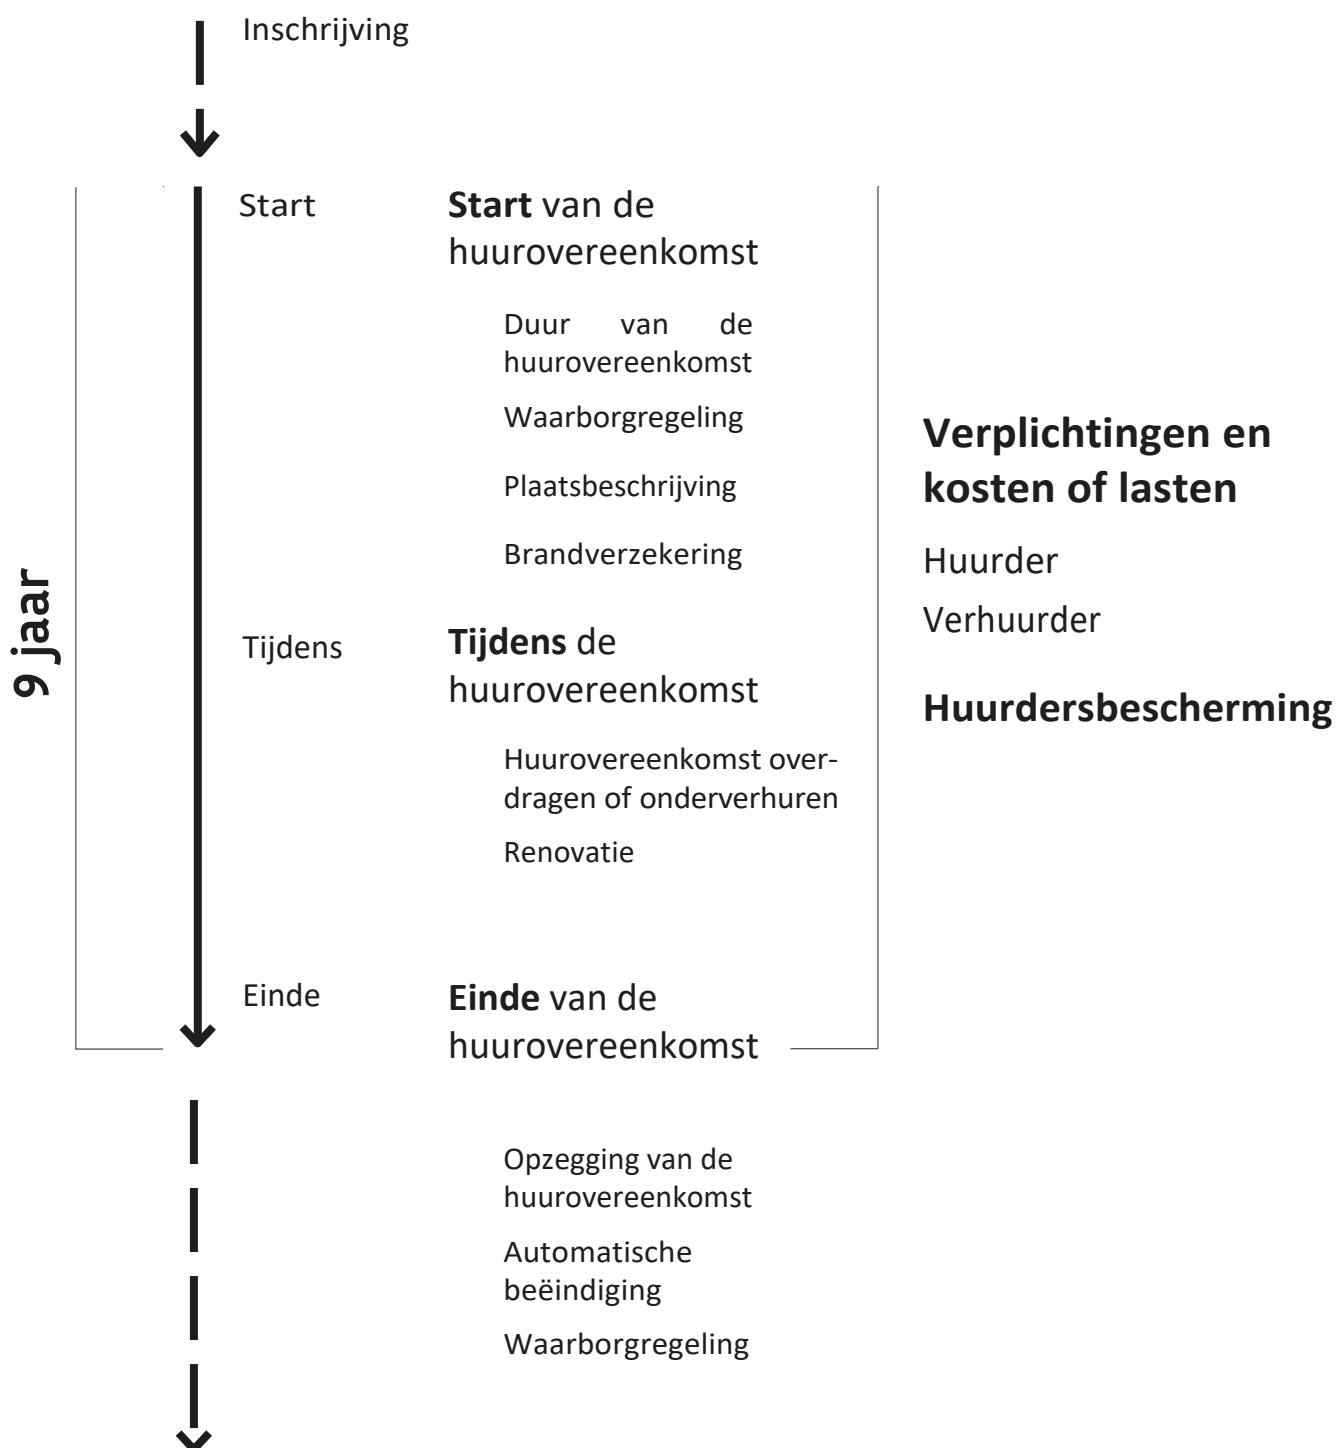 Inschrijving
Start
Start van de
huurovereenkomst
Duur van de
huurovereenkomst
Waarborgregeling
Plaatsbeschrijving
Brandverzekering
9 jaar
Tijdens
Tijdens de
huurovereenkomst
Huurovereenkomst over-
dragen of onderverhuren
Renovatie
Einde
Einde van de
huurovereenkomst
Opzegging van de
huurovereenkomst
Automatische
beëindiging
Waarborgregeling
Verplichtingen en
kosten of lasten
Huurder
Verhuurder
Huurdersbescherming